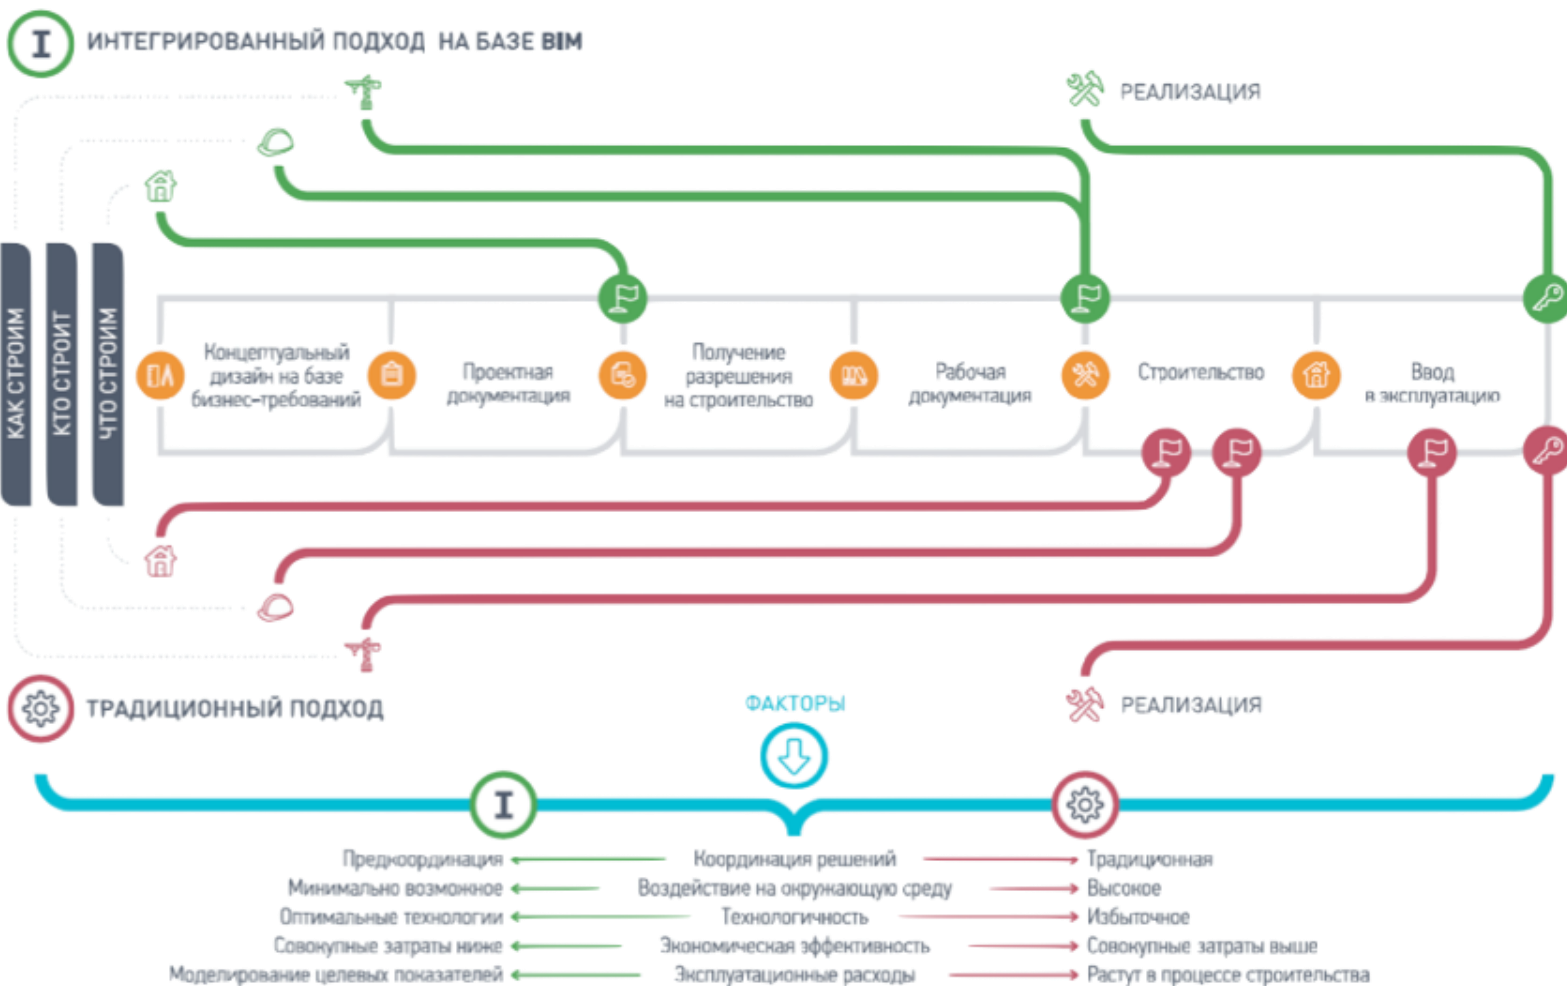 I
ИНТЕГРИРОВАННЫЙ ПОДХОД НА БАЗЕ BIM
РЕАЛИЗАЦИЯ
КАК СТРОИМ
КТО СТРОИТ
ЧТО СТРОИМ
Концептуальный
дизайн на базе
бизнес-требований
Проектная
документация
Получение
разрешения
на строительство
Рабочая
документация
Строительство
Ввод
в эксплуатацию
ТРАДИЦИОННЫЙ ПОДХОД
ФАКТОРЫ
РЕАЛИЗАЦИЯ
I
Предкоординация Координация решений Традиционная
Минимально возможное Воздействие на окружающую среду Высокое
Оптимальные технологии Технологичность Избыточное
Совокупные затраты ниже Экономическая эффективность Совокупные затраты выше
Моделирование целевых показателей Эксплуатационные расходы Растут в процессе строительства